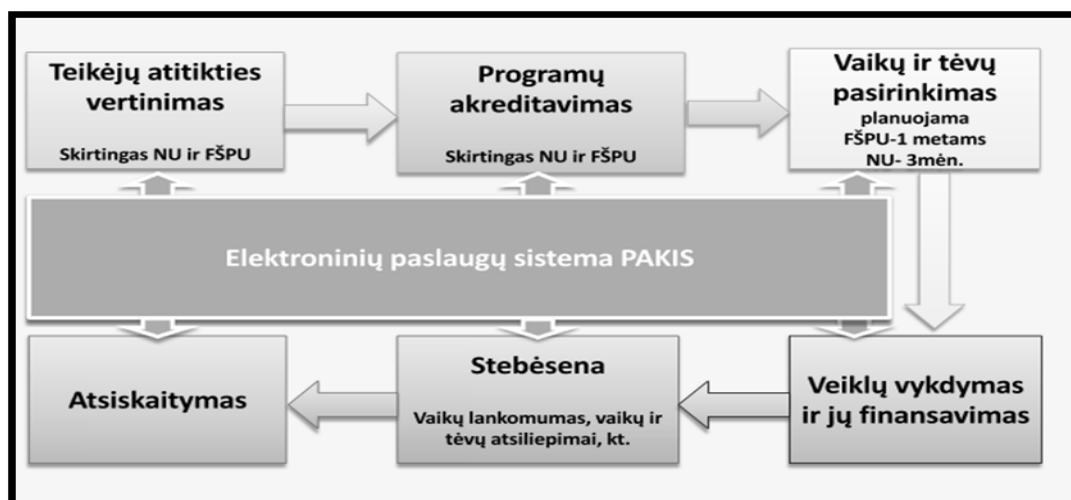 Teikėjų atitikties
vertinimas
Skirtingas NU ir FŠPU
Programų
akreditavimas
Skirtingas NU ir FŠPU
Vaikų ir tėvų
pasirinkimas
planuojama
FŠPU-1 metams
NU- 3mėn.
Elektroninių paslaugų sistema PAKIS
Atsiskaitymas
Stebėsena
Vaikų lankomumas, vaikų ir
tėvų atsiliepimai, kt.
Veiklų vykdymas
ir jų finansavimas